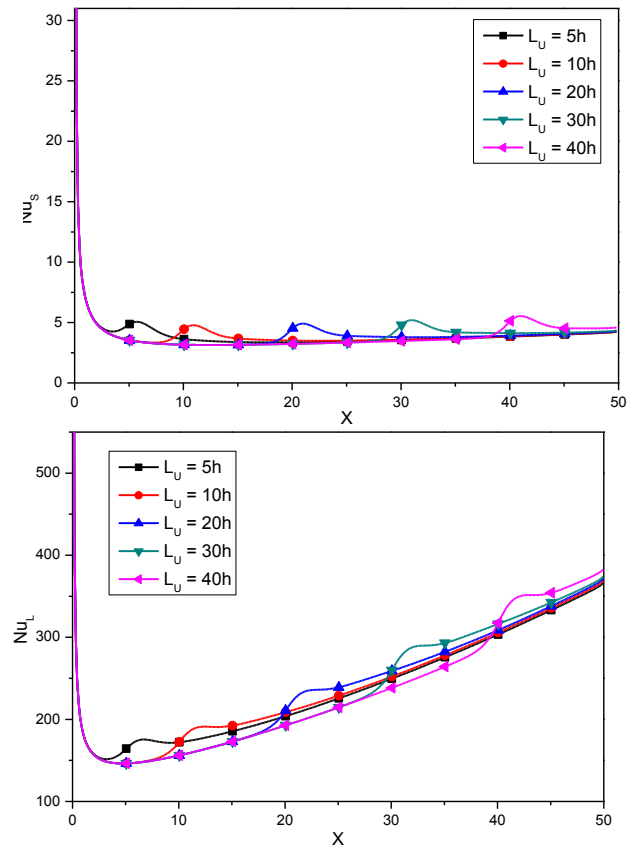 30
25
20
15
10
5
0
Nu_S
L_U = 5h
L_U = 10h
L_U = 20h
L_U = 30h
L_U = 40h
0 10 20 30 40 50
X
500
400
300
200
100
Nu_L
L_U = 5h
L_U = 10h
L_U = 20h
L_U = 30h
L_U = 40h
0 10 20 30 40 50
X